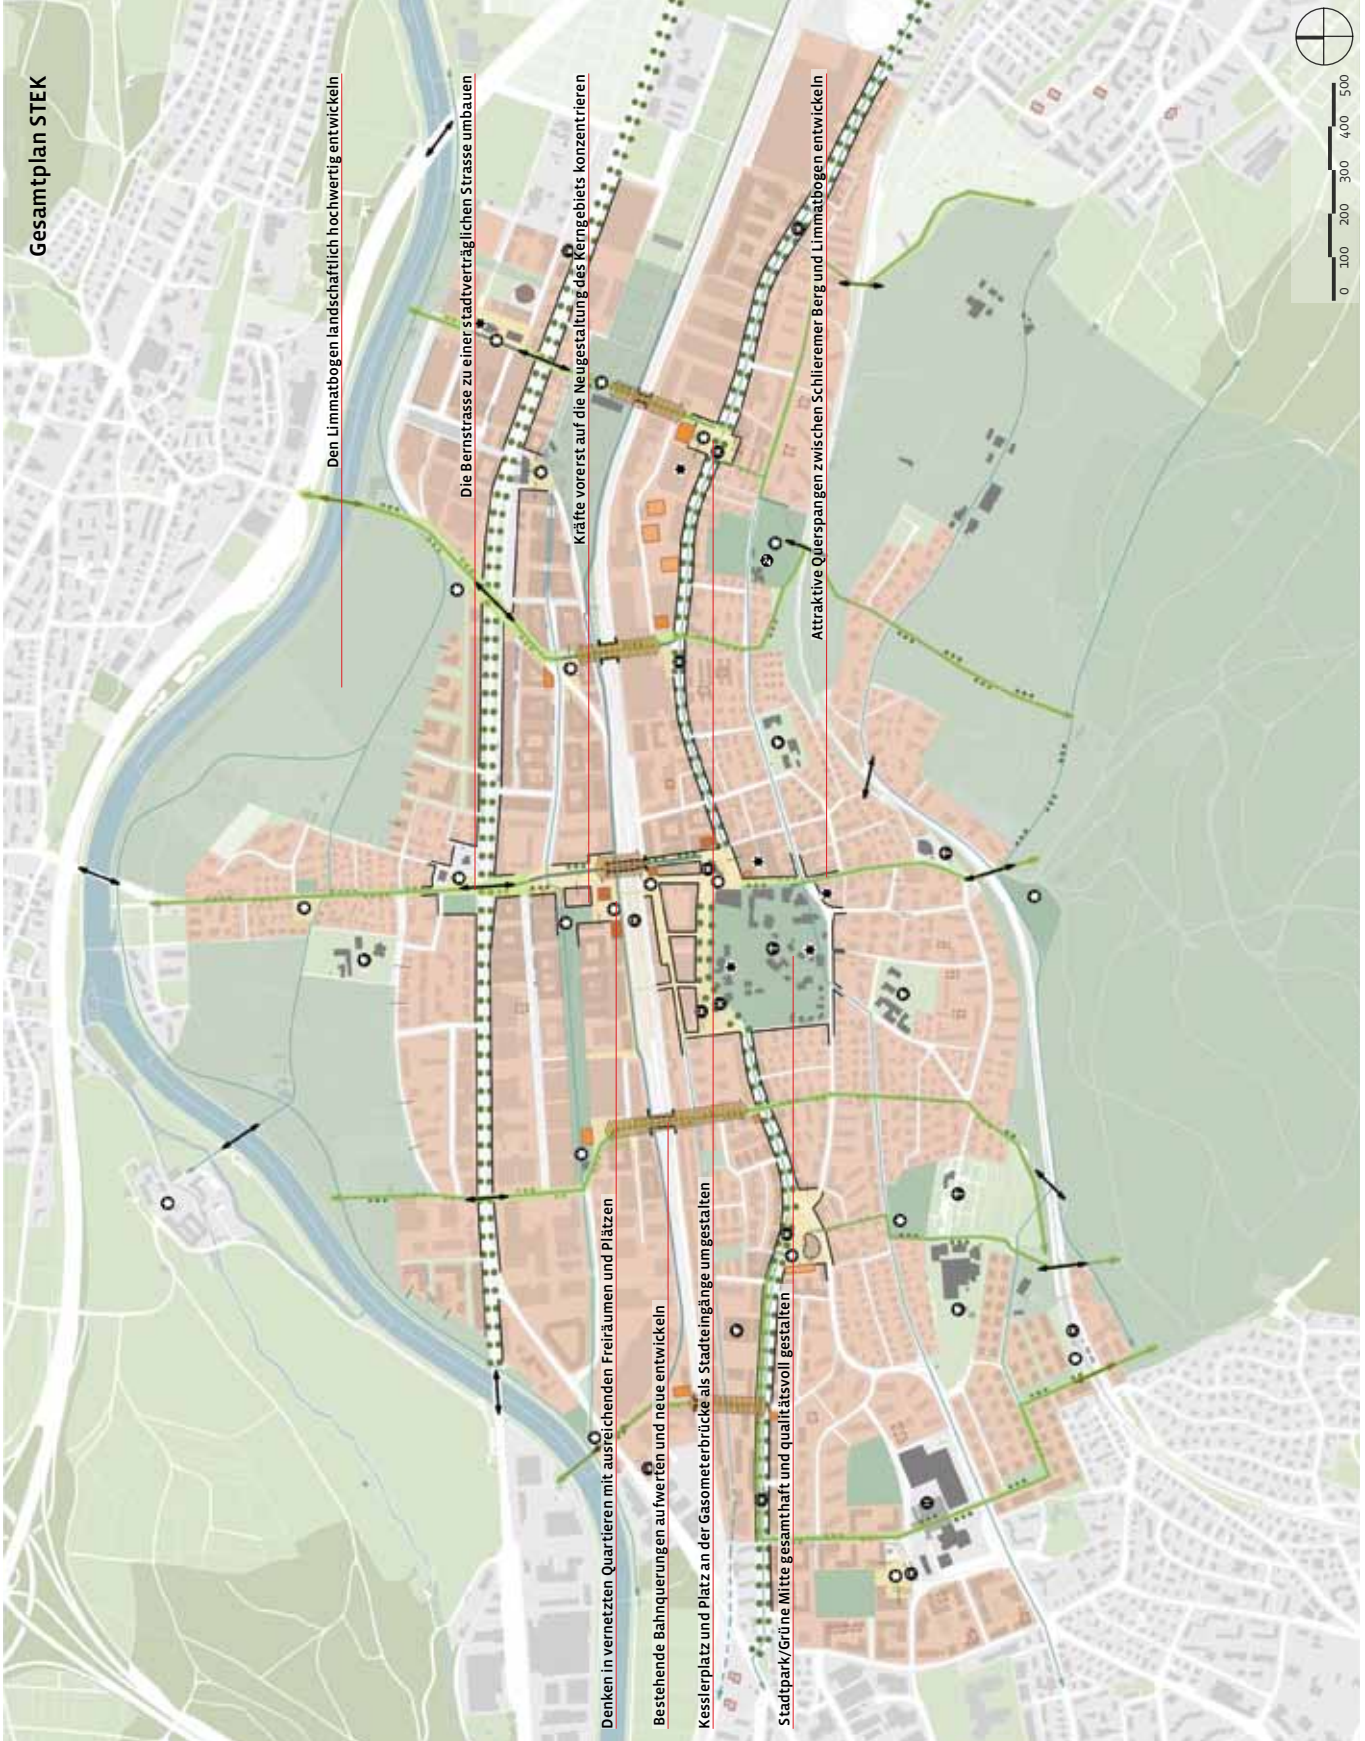 Gesamtplan STEK
Den Limmatbogen landschaftlich hochwertig entwickeln
Die Bernstrasse zu einer stadtverträglichen Strasse umbauen
Kräfte vorerst auf die Neugestaltung des Kerngebiets konzentrieren
Attraktive Querspangen zwischen Schlieremer Berg und Limmatbogen entwickeln
Denken in vernetzten Quartieren mit ausreichenden Freiräumen und Plätzen
Bestehende Bahnquerungen aufwerten und neue entwickeln
Kesslerplatz und Platz an der Gasometerbrücke als Stadteingänge umgestalten
Stadtpark/Grüne Mitte gesamthaft und qualitätsvoll gestalten
0 100 200 300 400 500